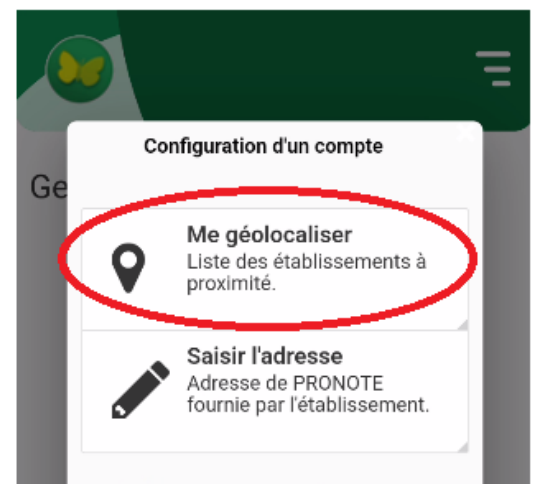 Configuration d'un compte
Ge
Me géolocaliser
Liste des établissements à
proximité.
Saisir l'adresse
Adresse de PRONOTE
fournie par l'établissement.